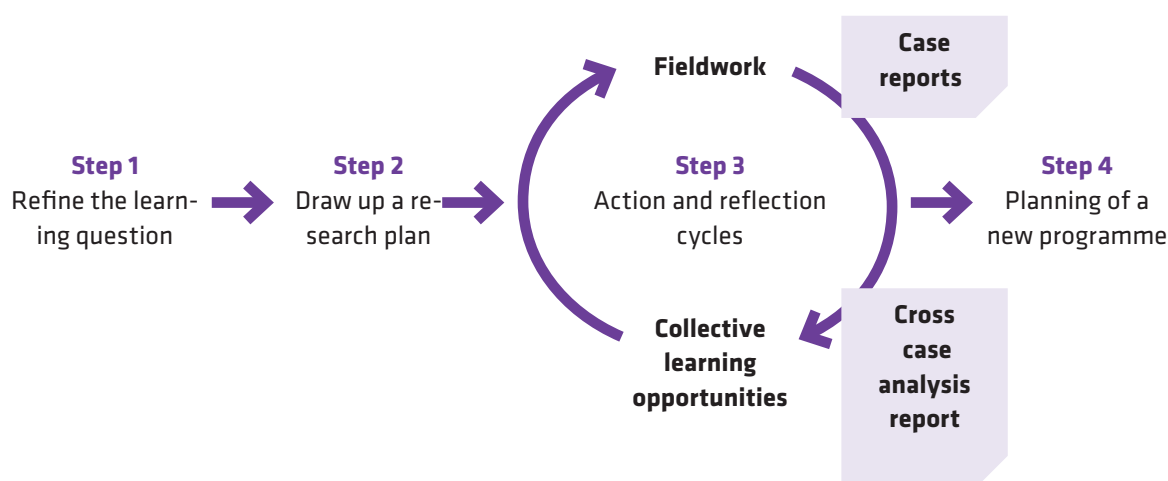 Step 1
Refine the learn-
ing question
Step 2
Draw up a re-
search plan
Fieldwork
Case
reports
Step 3
Action and reflection
cycles
Collective
learning
opportunities
Cross
case
analysis
report
Step 4
Planning of a
new programme